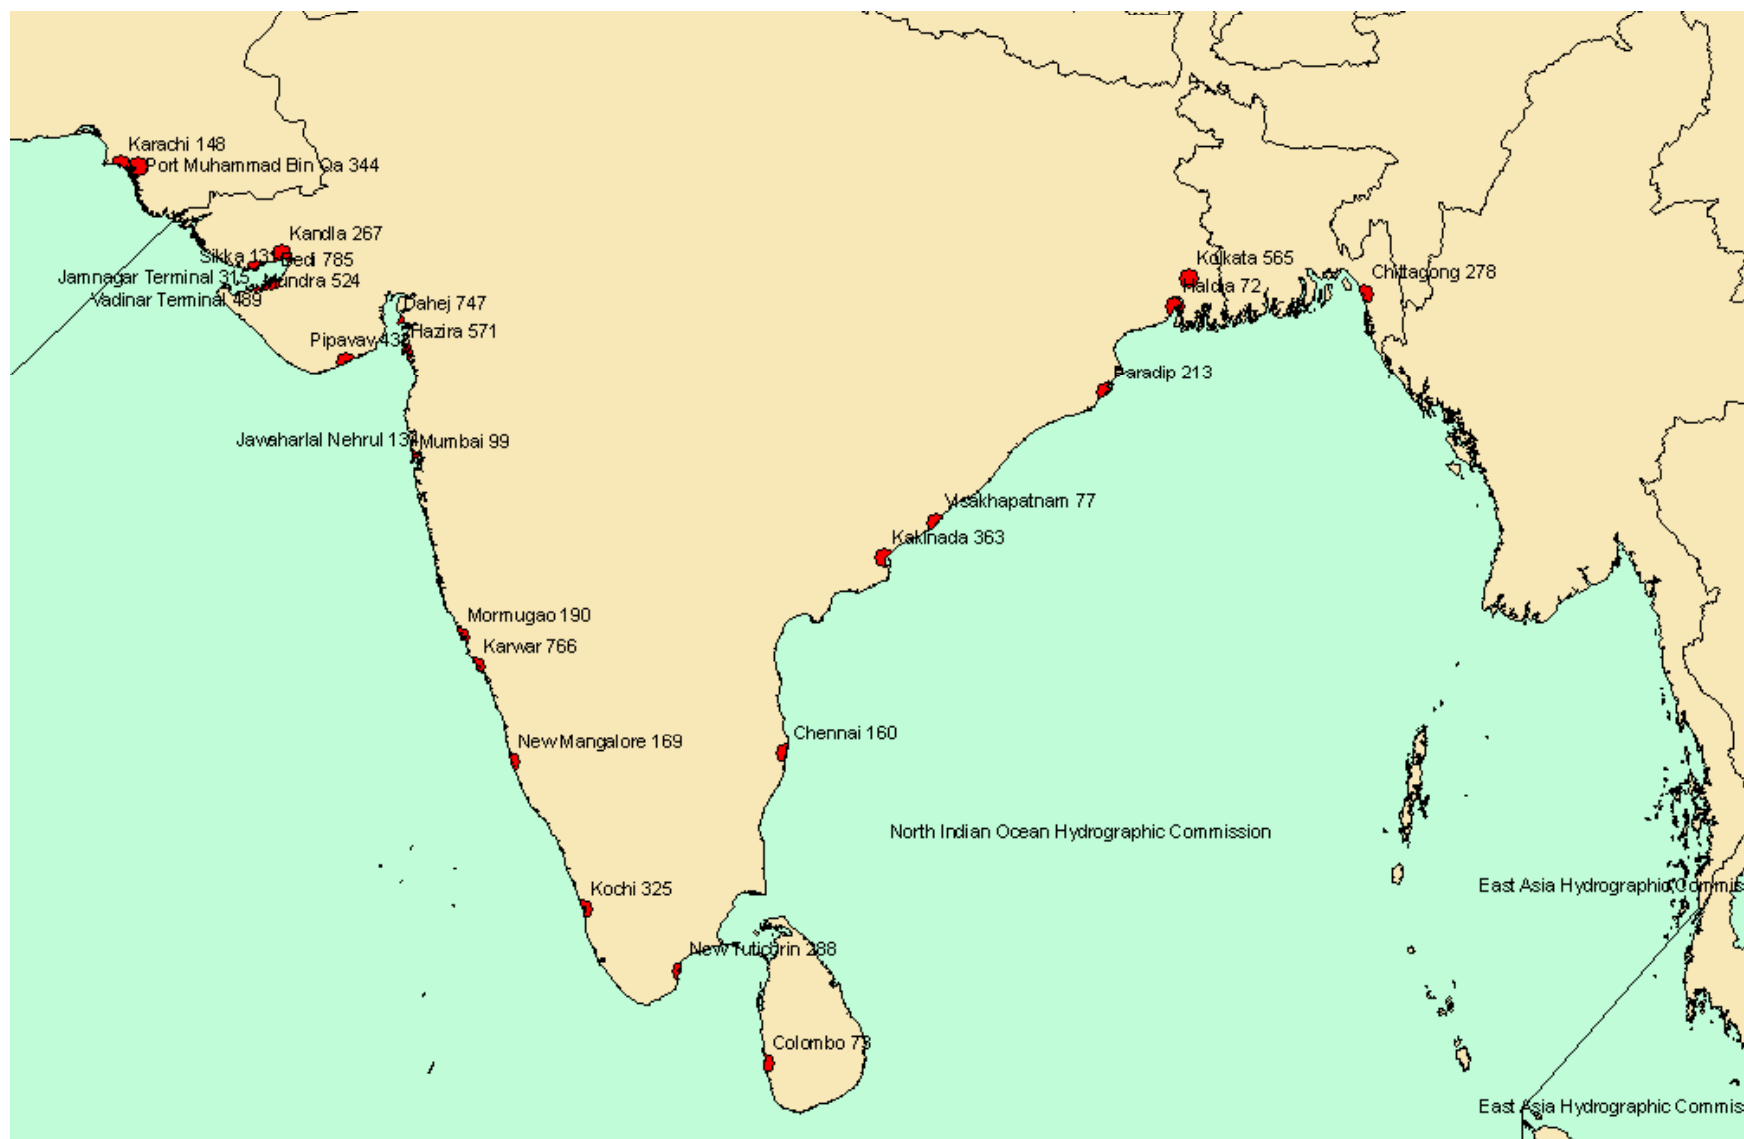 Karachi 148
Port Muhammad Bin Qa 344
Kandla 267
Sikka 131
Bedi 785
Jamnagar Terminal 315
Mundra 524
Vadinar Terminal 489
Dahej 747
Hazira 571
Pipavav
Kolkata 565
Haldia 72
Chittagong 278
Paradip 213
Jawaharlal Nehrul
Mumbai 99
Visakhapatnam 77
Kakinada 363
Mormugao 190
Karwar 766
New Mangalore 169
Chennai 160
North Indian Ocean Hydrographic Commission
Kochi 325
East Asia Hydrographic Commis
New Tuticorin 288
Colombo 73
East Asia Hydrographic Commis